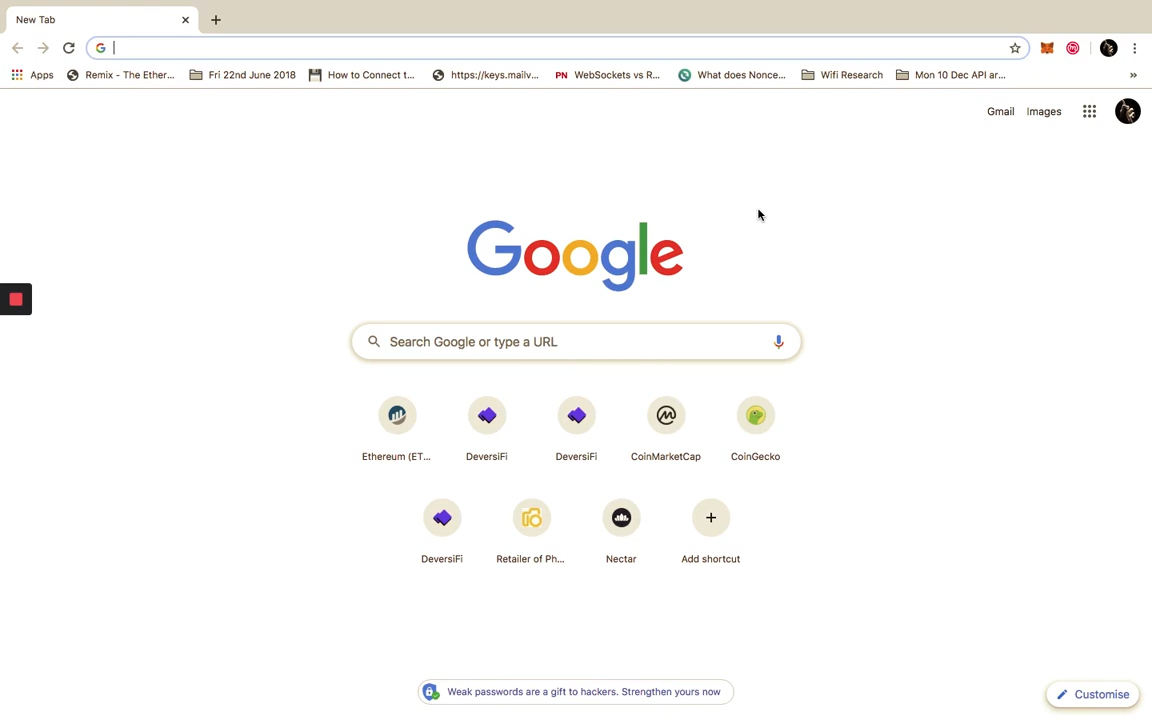 New Tab
Apps Remix - The Ether... Fri 22nd June 2018 How to Connect t... https://keys.mailv... PN WebSockets vs R... What does Nonce... Wifi Research Mon 10 Dec API ar... »
Gmail Images
Google
Search Google or type a URL
Ethereum (ET... DeversiFi DeversiFi CoinMarketCap CoinGecko
DeversiFi Retailer of Ph... Nectar Add shortcut
Weak passwords are a gift to hackers. Strengthen yours now
Customise